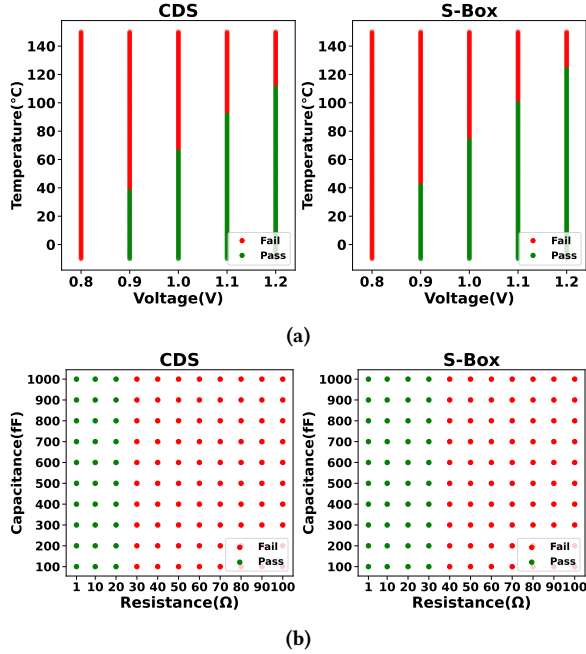 CDS
S-Box
Temperature(°C)
140
120
100
80
60
40
20
0
Fail
Pass
0.8 0.9 1.0 1.1 1.2
Voltage(V)
Temperature(°C)
140
120
100
80
60
40
20
0
Fail
Pass
0.8 0.9 1.0 1.1 1.2
Voltage(V)
(a)
CDS
S-Box
Capacitance(fF)
1000
900
800
700
600
500
400
300
200
100
Fail
Pass
1 10 20 30 40 50 60 70 80 90 100
Resistance(Ω)
Capacitance(fF)
1000
900
800
700
600
500
400
300
200
100
Fail
Pass
1 10 20 30 40 50 60 70 80 90 100
Resistance(Ω)
(b)